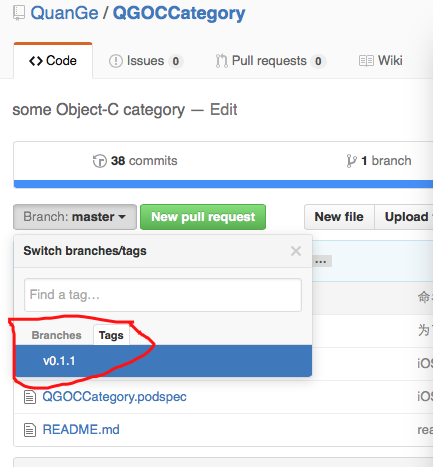 QuanGe / QGOCCategory
Code Issues 0 Pull requests 0 Wiki
some Object-C category — Edit
38 commits 1 branch
Branch: master New pull request New file Upload
Switch branches/tags
...
Find a tag...
命名
Branches Tags
为了
v0.1.1
iOS
QGOCCategory.podspec
iOS
README.md
rea